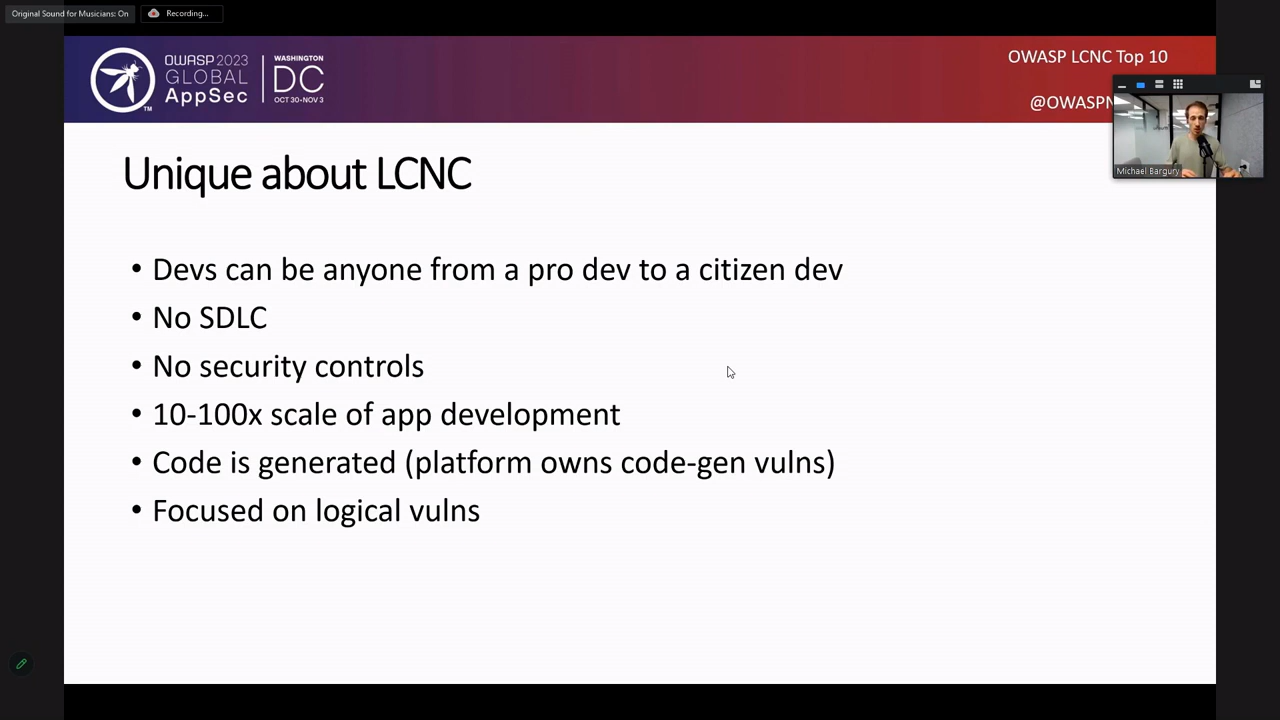 Original Sound for Musicians: On
Recording...
OWASP 2023
GLOBAL
AppSec
WASHINGTON
DC
OCT 30-NOV 3
TM
OWASP LCNC Top 10
@OWASPN
Michael Bargury
Unique about LCNC
• Devs can be anyone from a pro dev to a citizen dev
• No SDLC
• No security controls
• 10-100x scale of app development
• Code is generated (platform owns code-gen vulns)
• Focused on logical vulns